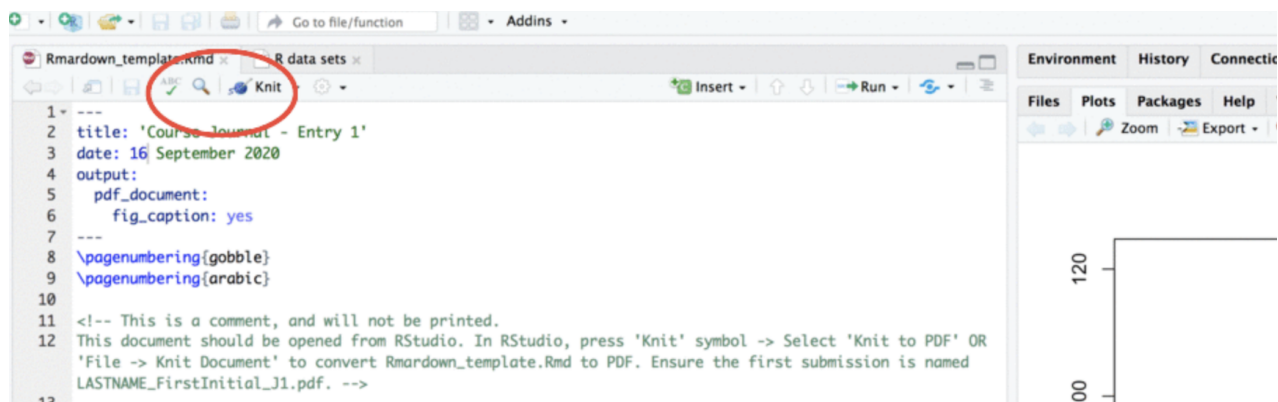 Go to file/function
Addins
Rmardown_template.Rmd
R data sets
Environment History
ABC
Knit
Insert
Run
Files Plots Packages Help
Zoom
Export
1 ---
2 title: 'Course Journal - Entry 1'
3 date: 16 September 2020
4 output:
5 pdf_document:
6 fig_caption: yes
7 ---
8 \pagenumbering{gobble}
9 \pagenumbering{arabic}
10
11 <!-- This is a comment, and will not be printed.
12 This document should be opened from RStudio. In RStudio, press 'Knit' symbol -> Select 'Knit to PDF' OR
'File -> Knit Document' to convert Rmardown_template.Rmd to PDF. Ensure the first submission is named
LASTNAME_FirstInitial_J1.pdf. -->
120